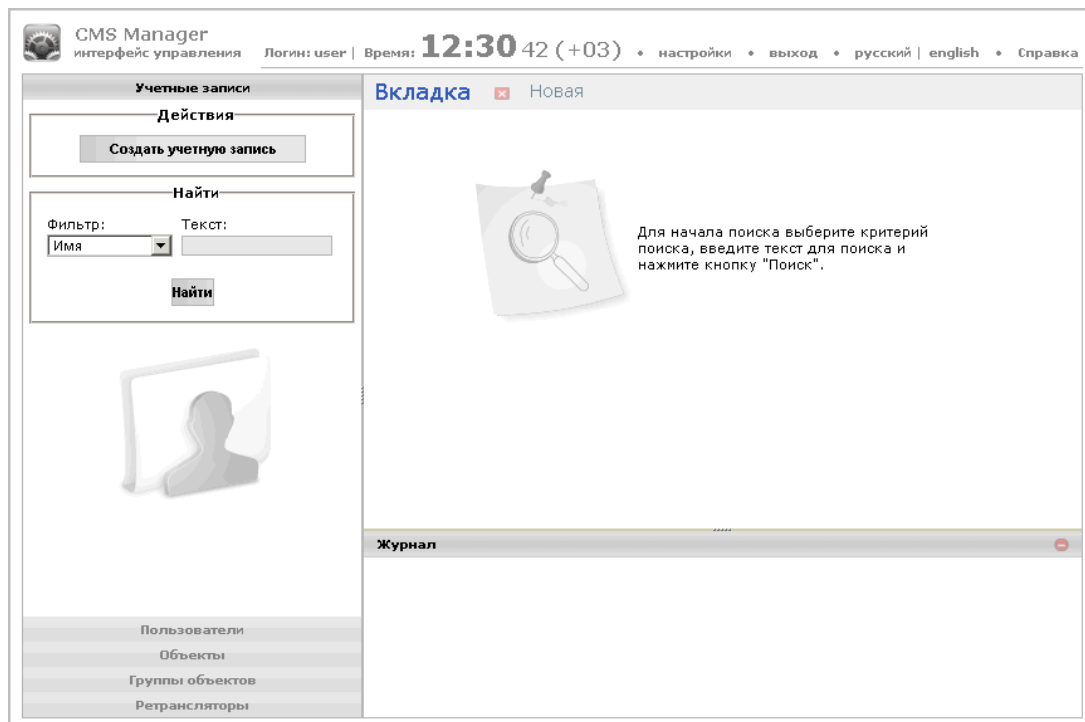 CMS Manager
интерфейс управления Логин: user | Время: 12:30 42 (+03) • настройки • выход • русский | english • Справка
Учетные записи
Вкладка Новая
Действия
Создать учетную запись
Найти
Фильтр: Текст:
Имя
Найти
Для начала поиска выберите критерий
поиска, введите текст для поиска и
нажмите кнопку "Поиск".
Журнал
Пользователи
Объекты
Группы объектов
Ретрансляторы